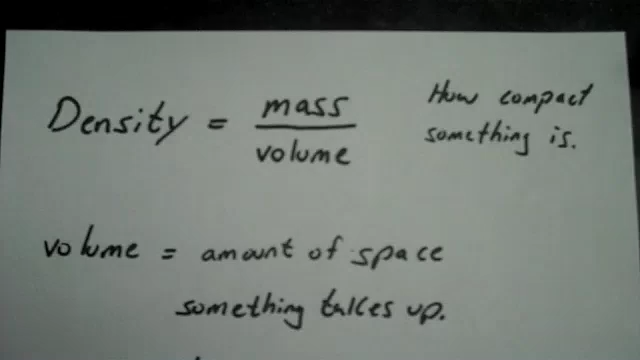 Density = mass / volume
How compact
something is.
volume = amount of space
something takes up.